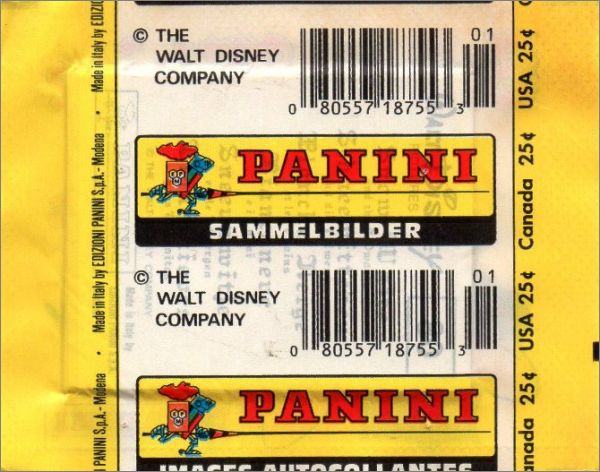 © THE
WALT DISNEY
COMPANY
01
0 80557 18755 3
PANINI
SAMMELBILDER
© THE
WALT DISNEY
COMPANY
01
0 80557 18755 3
PANINI
IMAGES AUTOCOLLANTES
Made in Italy by EDIZIONI PANINI S.p.A. - Modena •
Made in Italy by EDIZIONI PANINI S.p.A. - Modena •
PANINI S.p.A. - Modena •
USA 25¢
Canada 25¢
USA 25¢
Canada 25¢